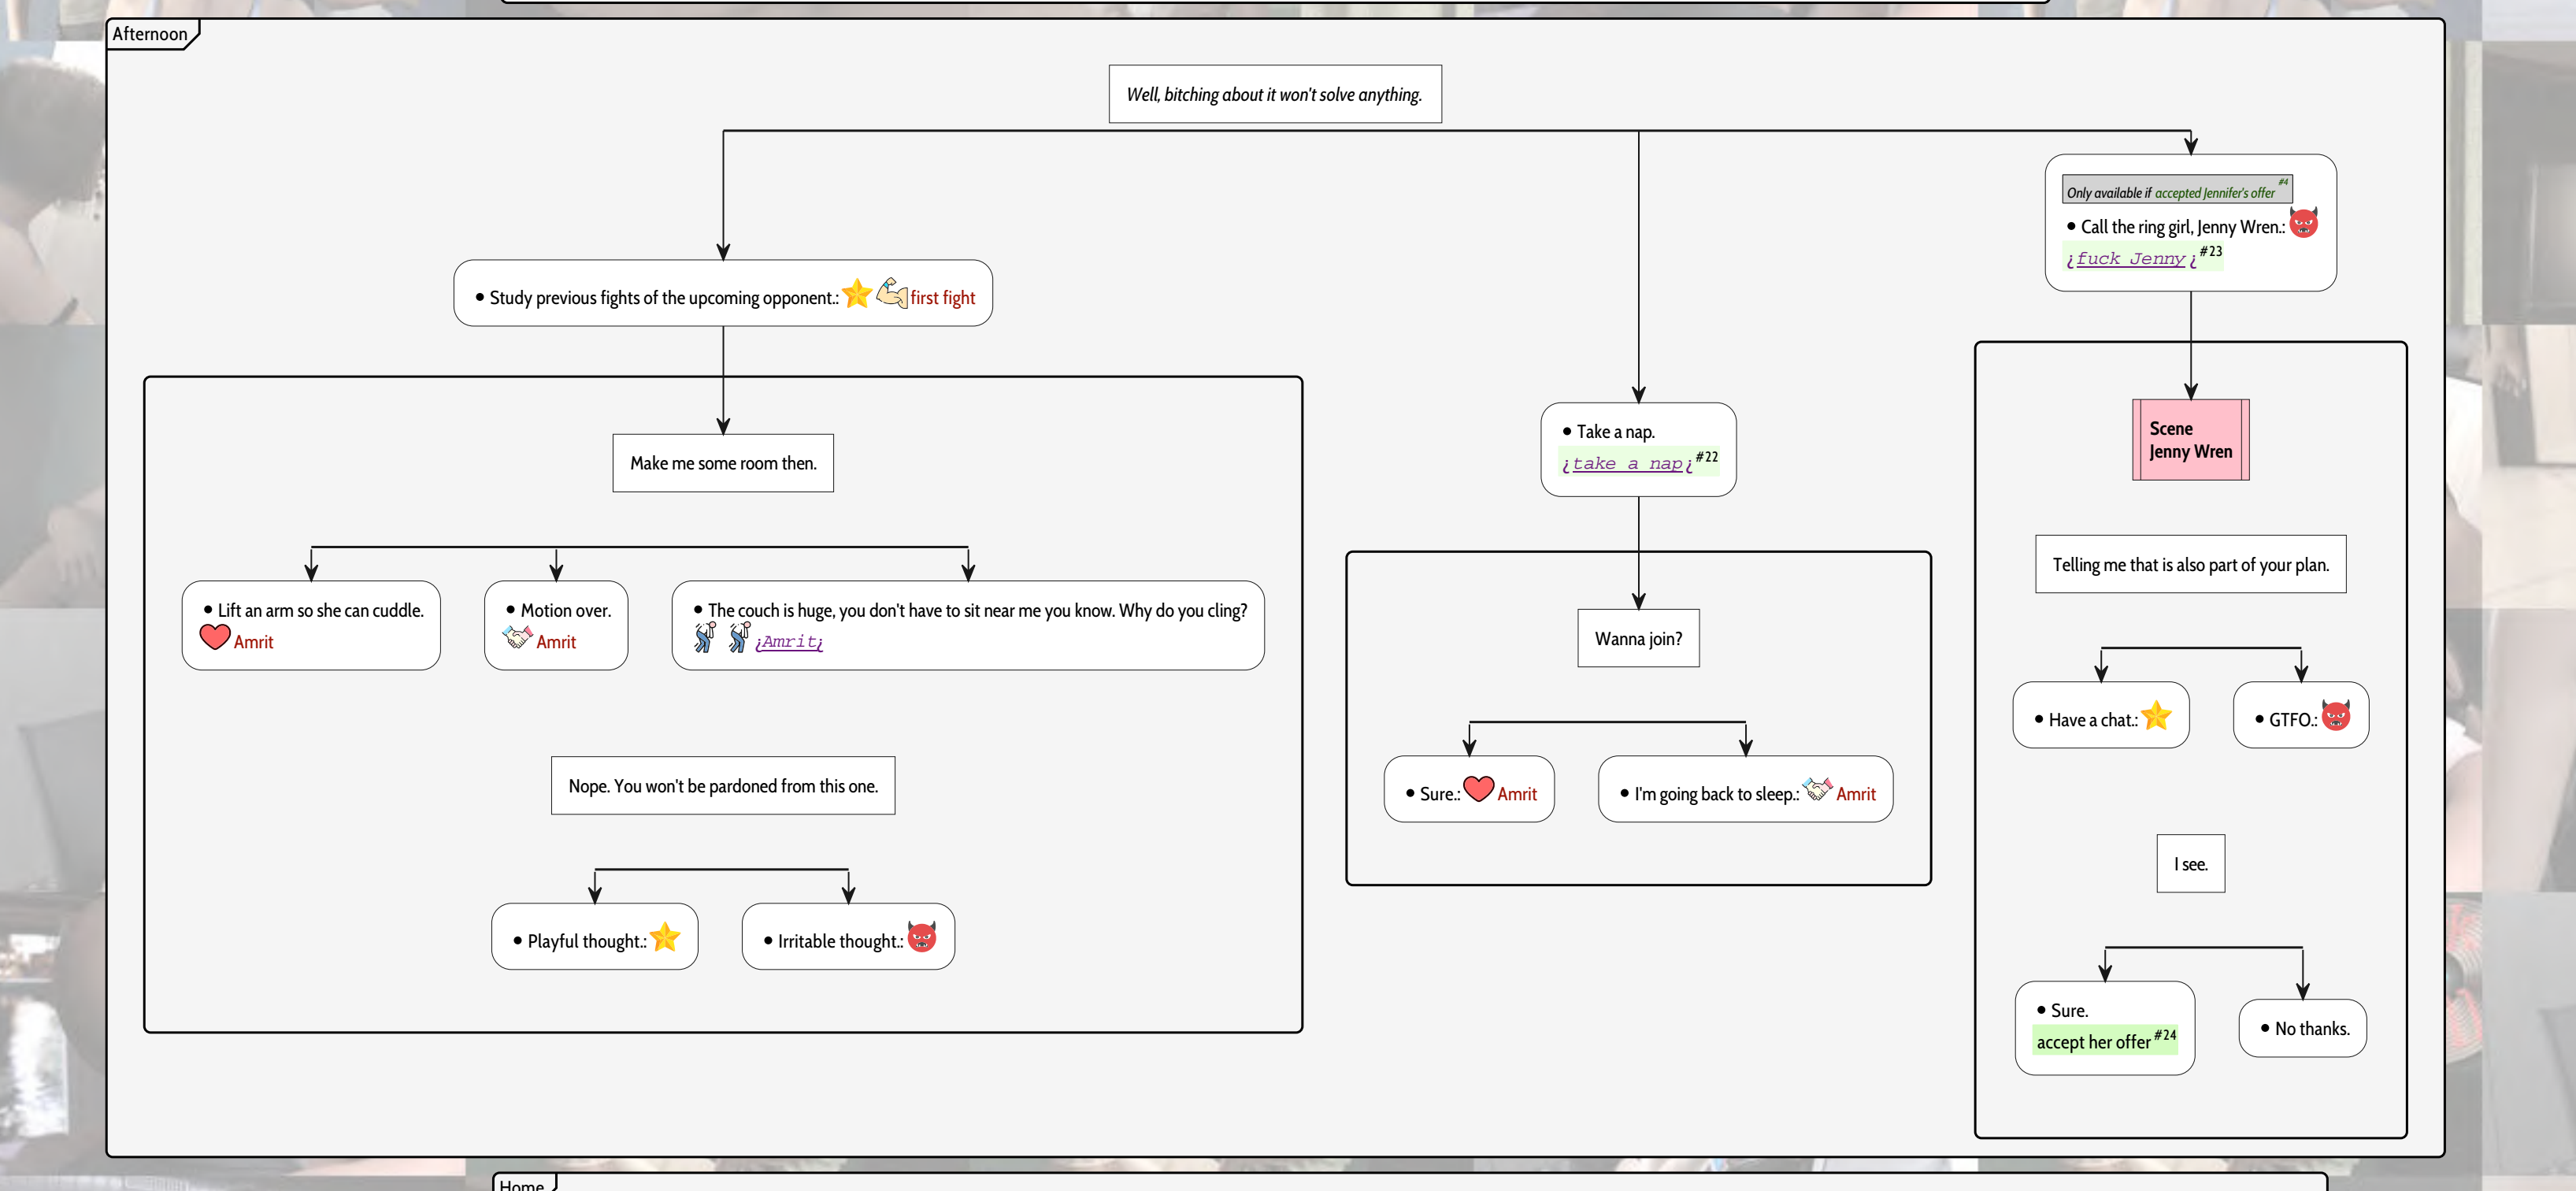 Afternoon
Well, bitching about it won't solve anything.
Only available if accepted Jennifer's offer #4
• Call the ring girl, Jenny Wren.:
¿fuck Jenny¿ #23
• Study previous fights of the upcoming opponent.: first fight
Make me some room then.
• Lift an arm so she can cuddle.
Amrit
• Motion over.
Amrit
• The couch is huge, you don't have to sit near me you know. Why do you cling?
¿Amrit¿
Nope. You won't be pardoned from this one.
• Playful thought.:
• Irritable thought.:
• Take a nap.
¿take a nap¿ #22
Wanna join?
• Sure.: Amrit
• I'm going back to sleep.: Amrit
Scene
Jenny Wren
Telling me that is also part of your plan.
• Have a chat.:
• GTFO.:
I see.
• Sure.
accept her offer #24
• No thanks.
Home